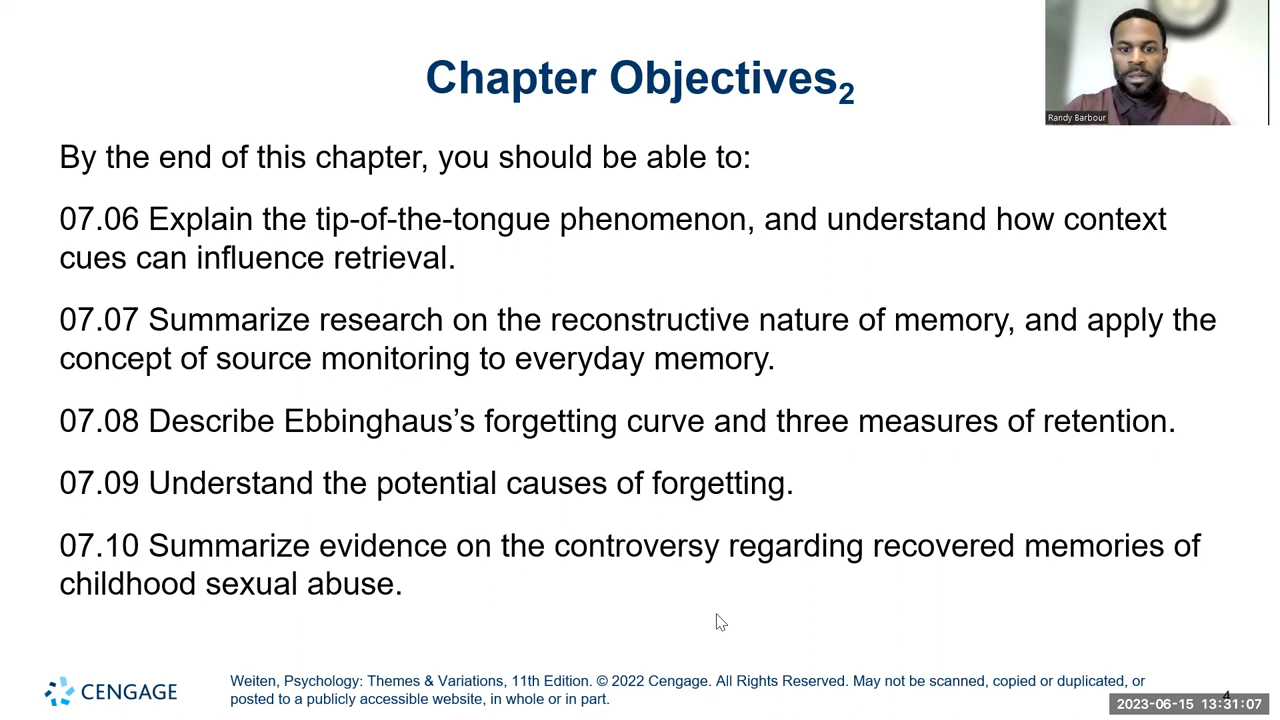 Chapter Objectives2
Randy Barbour
By the end of this chapter, you should be able to:
07.06 Explain the tip-of-the-tongue phenomenon, and understand how context
cues can influence retrieval.
07.07 Summarize research on the reconstructive nature of memory, and apply the
concept of source monitoring to everyday memory.
07.08 Describe Ebbinghaus’s forgetting curve and three measures of retention.
07.09 Understand the potential causes of forgetting.
07.10 Summarize evidence on the controversy regarding recovered memories of
childhood sexual abuse.
CENGAGE
Weiten, Psychology: Themes & Variations, 11th Edition. © 2022 Cengage. All Rights Reserved. May not be scanned, copied or duplicated, or
posted to a publicly accessible website, in whole or in part.
4
2023-06-15 13:31:07